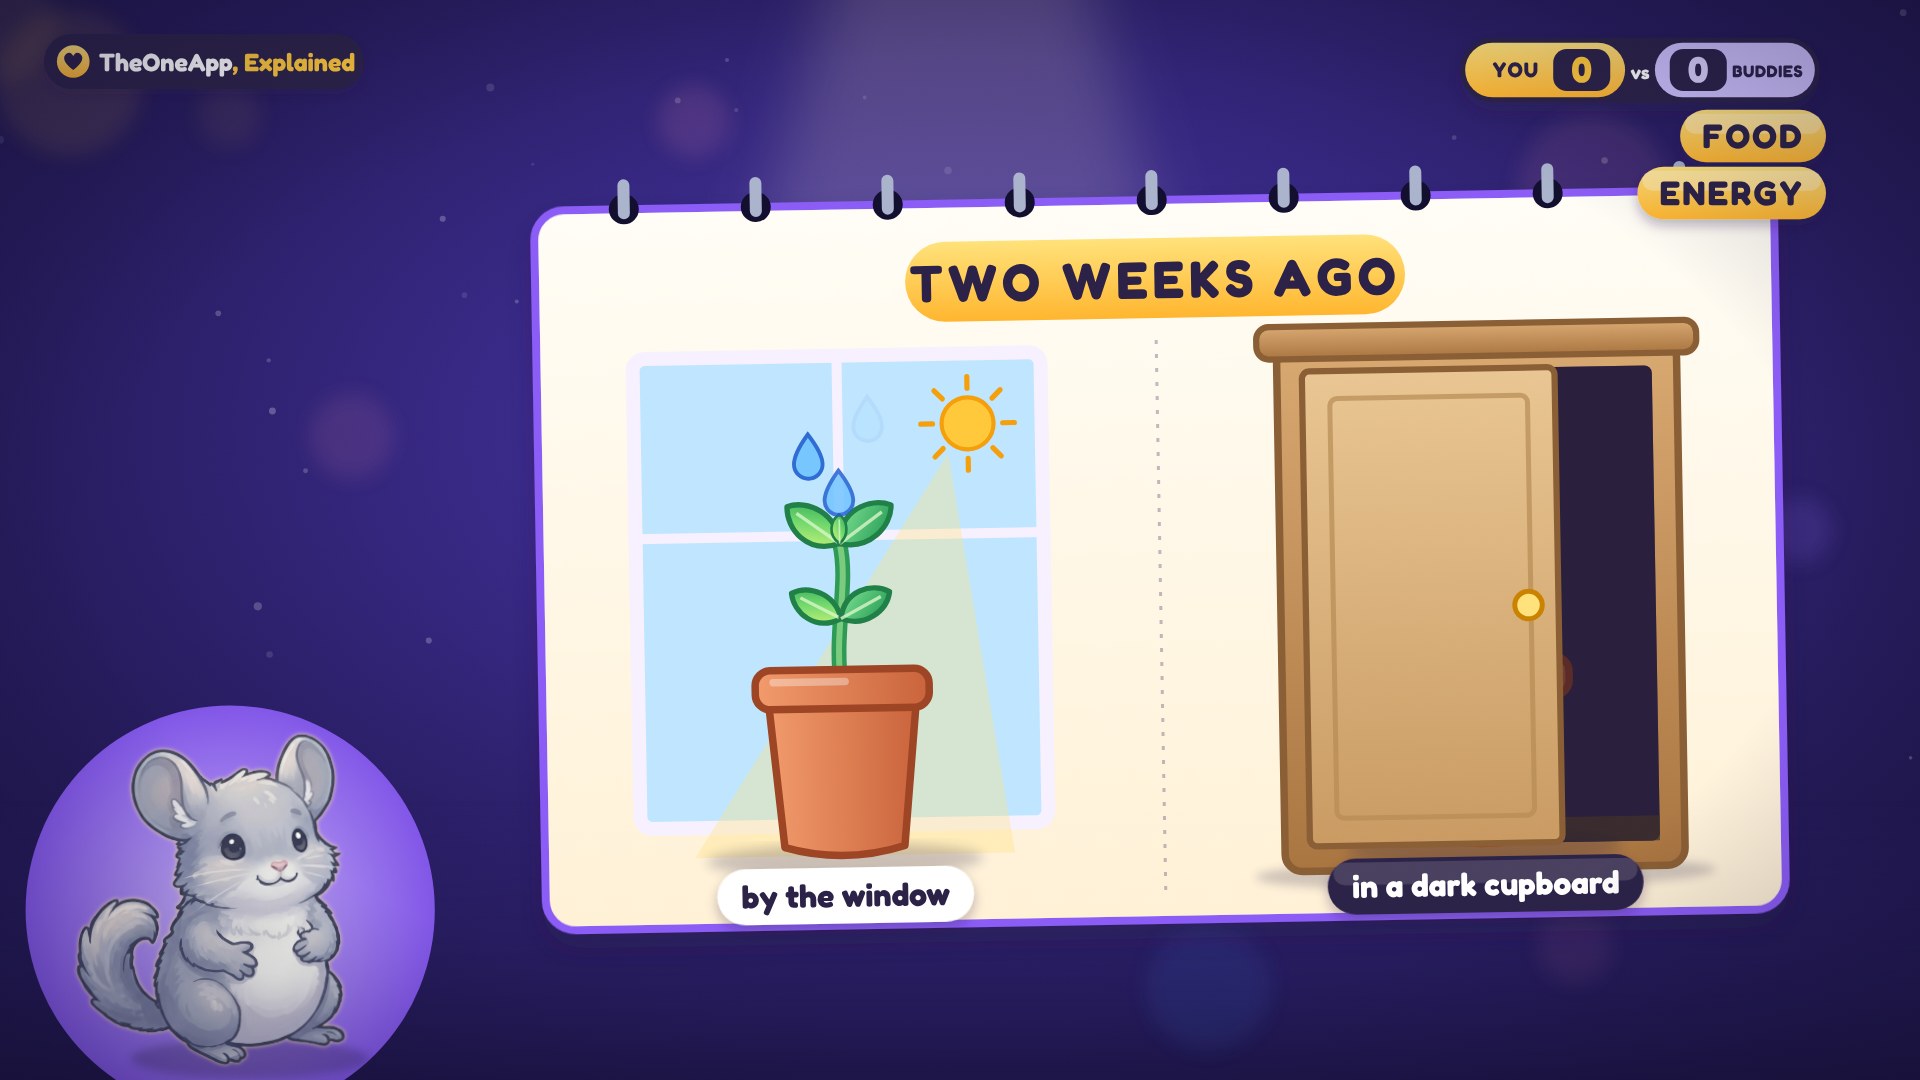 TheOneApp, Explained
YOU 0 vs 0 BUDDIES
FOOD
ENERGY
TWO WEEKS AGO
by the window
in a dark cupboard